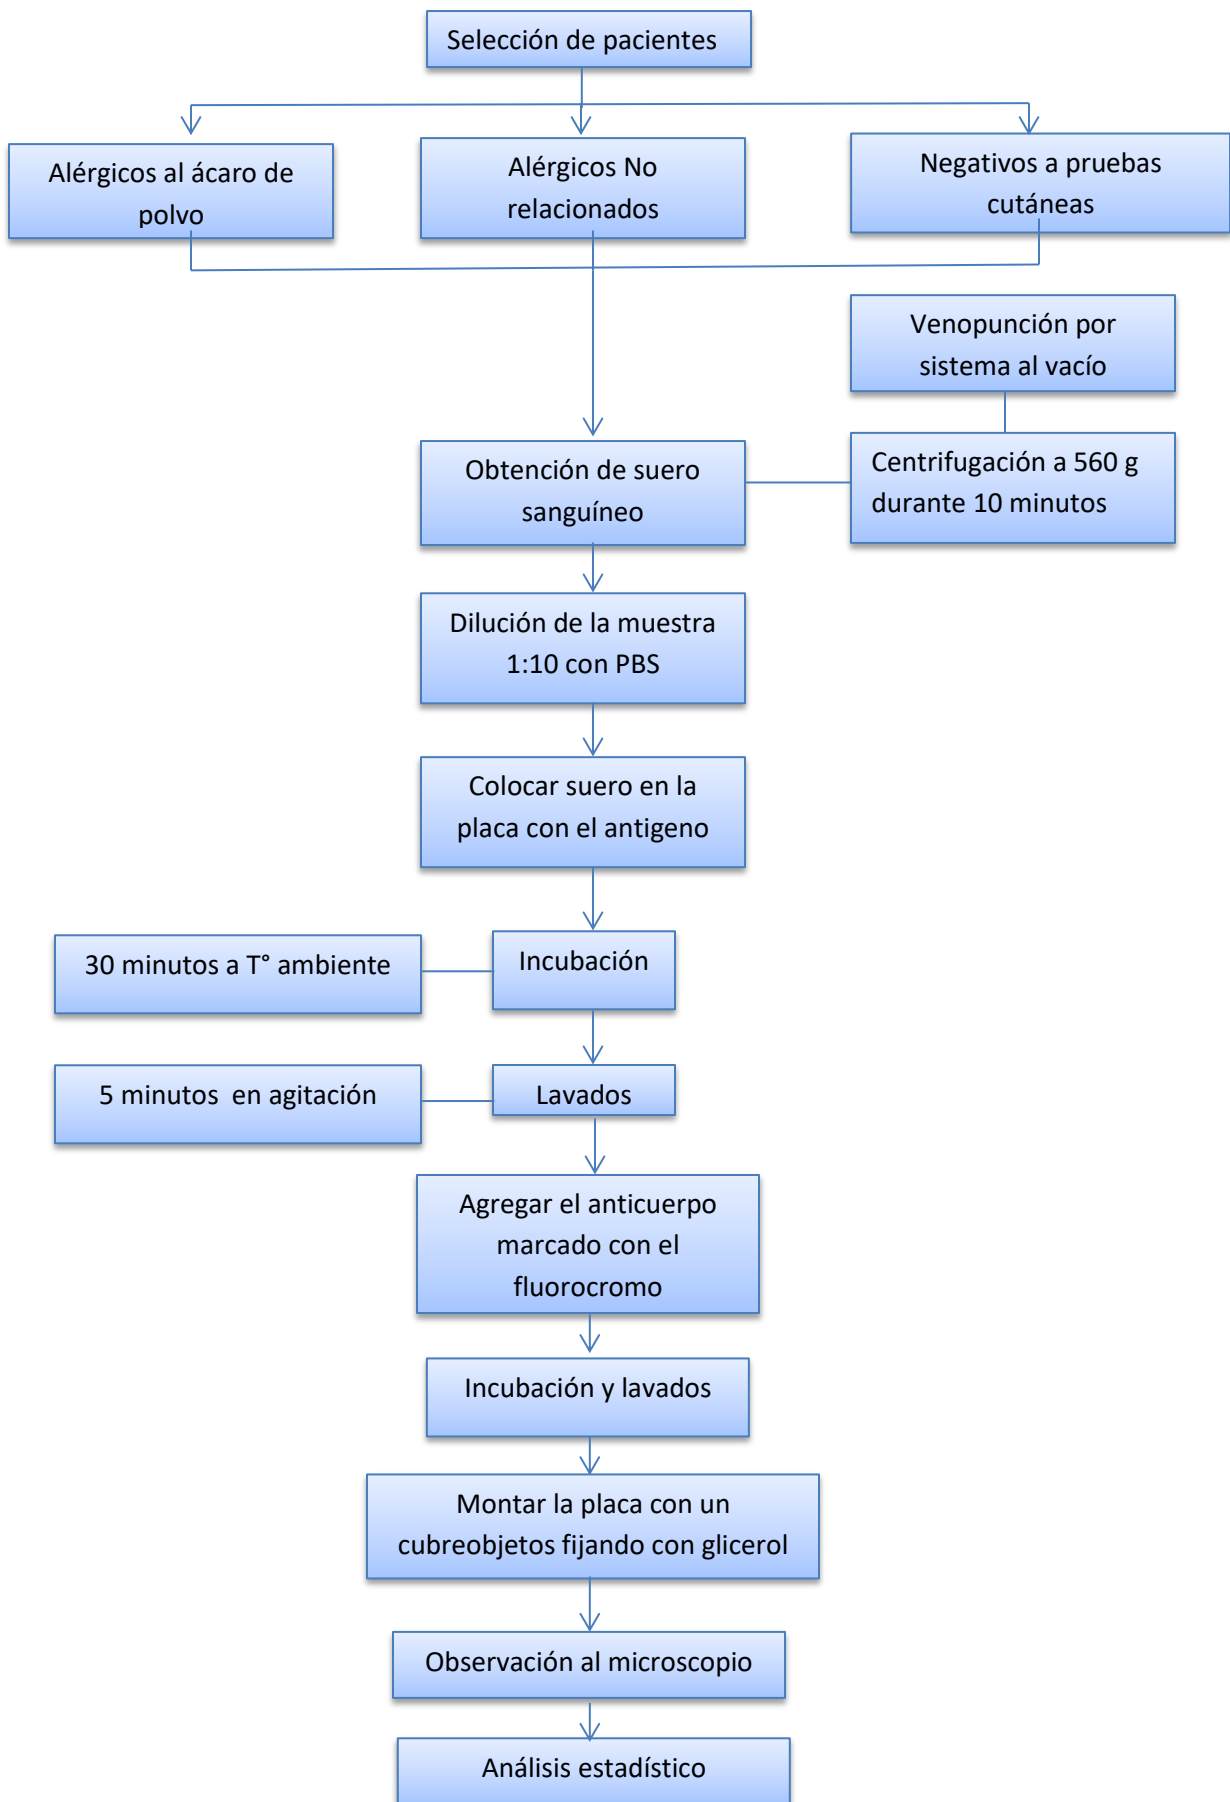 Selección de pacientes
Alérgicos al ácaro de
polvo
Alérgicos No
relacionados
Negativos a pruebas
cutáneas
Venopunción por
sistema al vacío
Obtención de suero
sanguíneo
Centrifugación a 560 g
durante 10 minutos
Dilución de la muestra
1:10 con PBS
Colocar suero en la
placa con el antigeno
30 minutos a T° ambiente
Incubación
5 minutos  en agitación
Lavados
Agregar el anticuerpo
marcado con el
fluorocromo
Incubación y lavados
Montar la placa con un
cubreobjetos fijando con glicerol
Observación al microscopio
Análisis estadístico